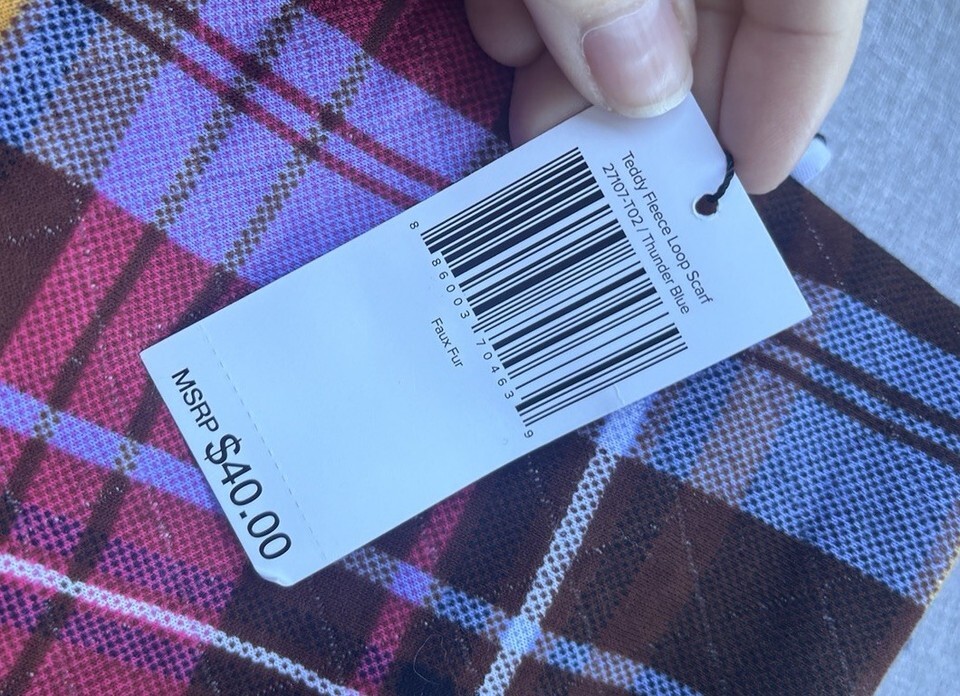 Teddy Fleece Loop Scarf
27107-T02 / Thunder Blue
8 86003 70463 9
Faux Fur
MSRP $40.00